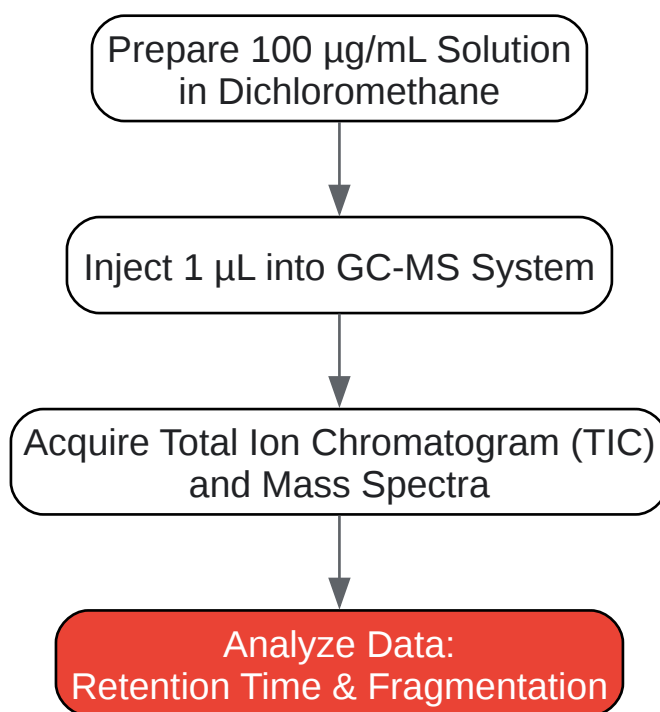 Prepare 100 µg/mL Solution
in Dichloromethane
Inject 1 µL into GC-MS System
Acquire Total Ion Chromatogram (TIC)
and Mass Spectra
Analyze Data:
Retention Time & Fragmentation